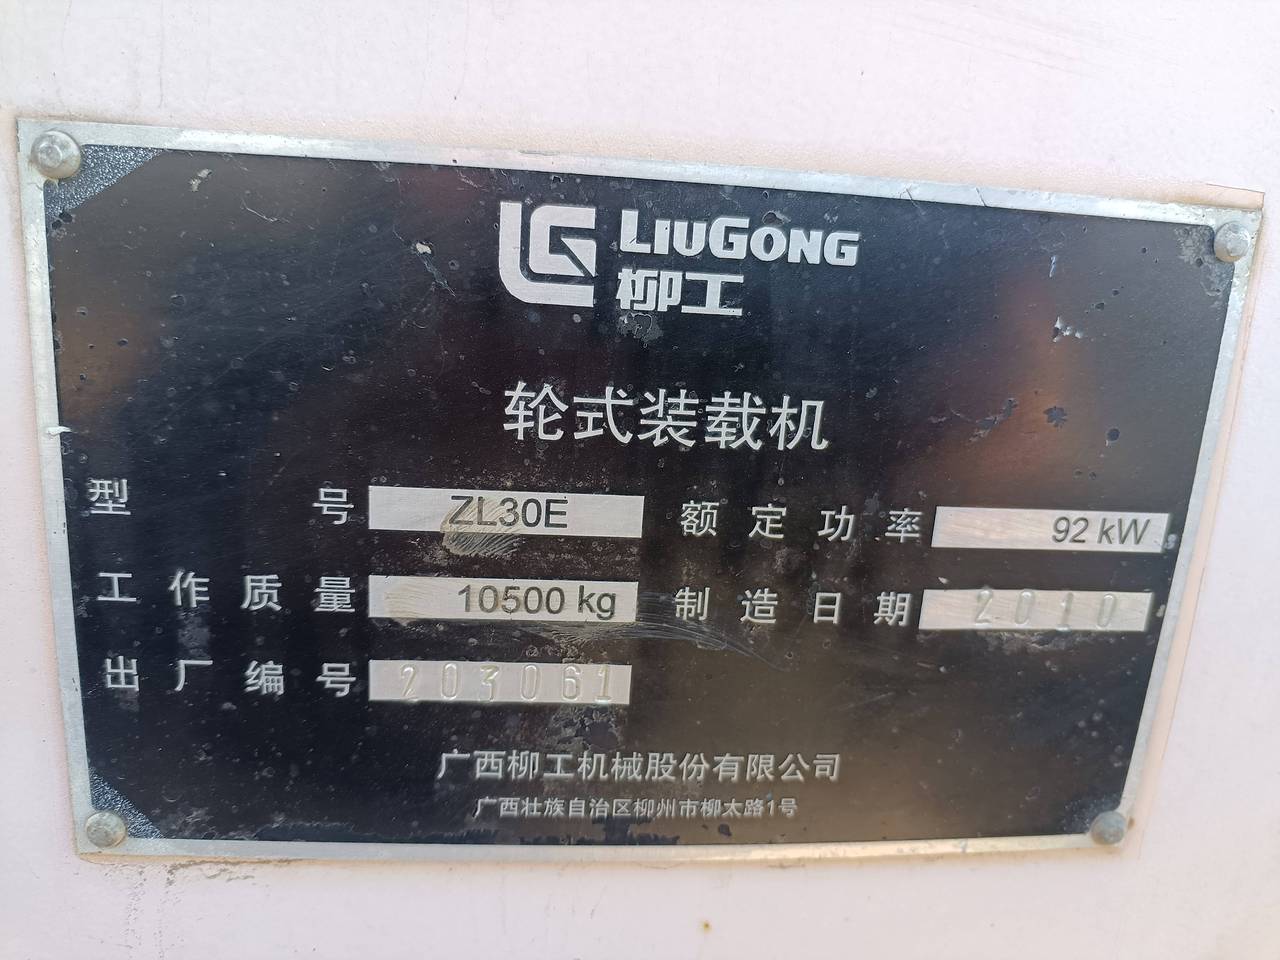 LG LIUGONG
柳工
轮式装载机
型 号 ZL30E 额定功率 92 kW
工作质量 10500 kg 制造日期 2010
出厂编号 203061
广西柳工机械股份有限公司
广西壮族自治区柳州市柳太路1号